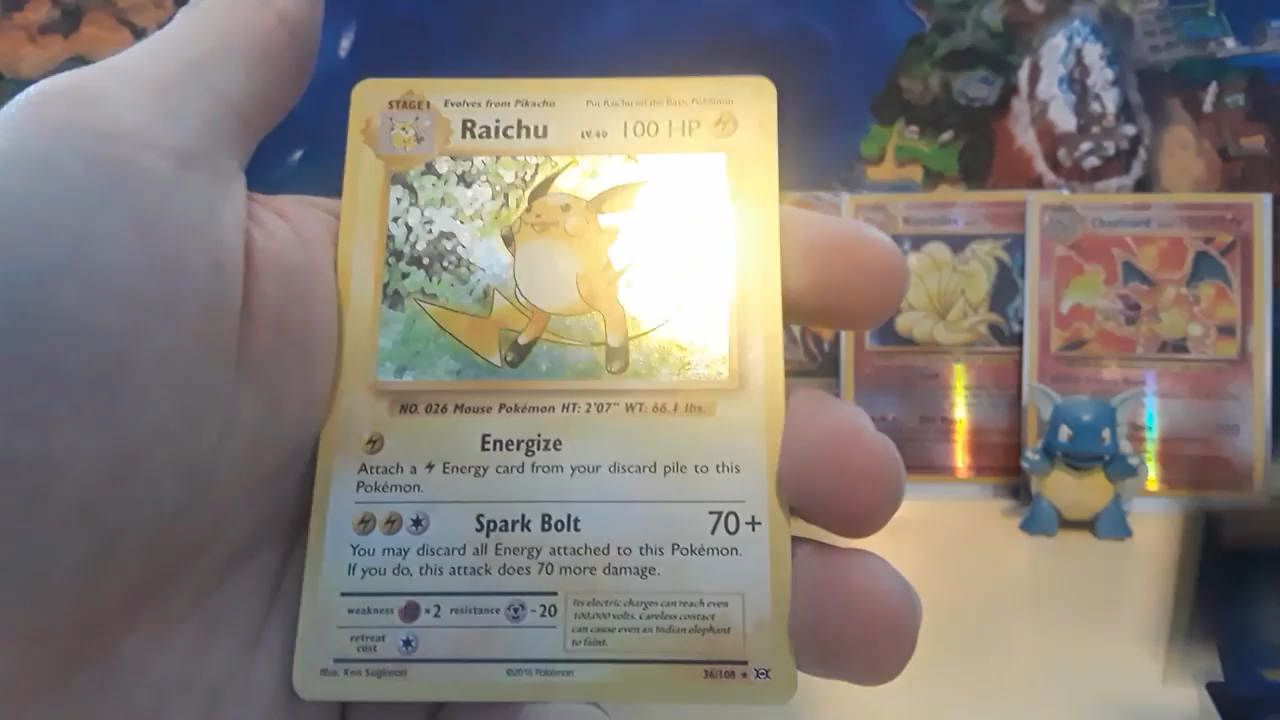 STAGE 1 Evolves from Pikachu Put Raichu on the Basic Pokémon
Raichu LV.40 100 HP
NO. 026 Mouse Pokémon HT: 2'07" WT: 66.1 lbs.
Energize
Attach a Energy card from your discard pile to this
Pokémon.
Spark Bolt 70+
You may discard all Energy attached to this Pokémon.
If you do, this attack does 70 more damage.
weakness ×2 resistance -20
retreat
cost
Its electric charges can reach even
100,000 volts. Careless contact
can cause even an Indian elephant
to faint.
Illus. Ken Sugimori ©2016 Pokémon 36/108
Ninetales
Charizard